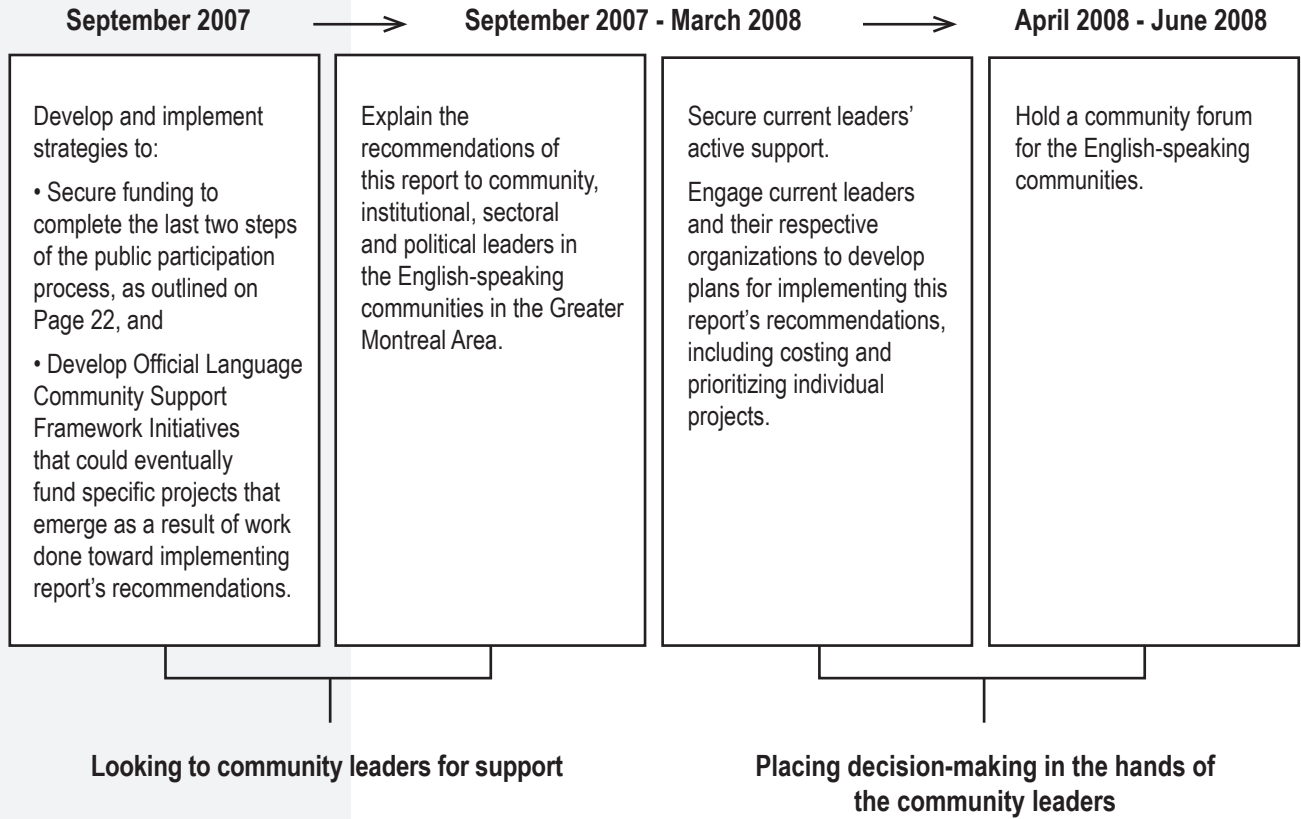 September 2007
September 2007 - March 2008
April 2008 - June 2008
Develop and implement
strategies to:
• Secure funding to
complete the last two steps
of the public participation
process, as outlined on
Page 22, and
• Develop Official Language
Community Support
Framework Initiatives
that could eventually
fund specific projects that
emerge as a result of work
done toward implementing
report’s recommendations.
Explain the
recommendations of
this report to community,
institutional, sectoral
and political leaders in
the English-speaking
communities in the Greater
Montreal Area.
Secure current leaders’
active support.
Engage current leaders
and their respective
organizations to develop
plans for implementing this
report’s recommendations,
including costing and
prioritizing individual
projects.
Hold a community forum
for the English-speaking
communities.
Looking to community leaders for support
Placing decision-making in the hands of
the community leaders